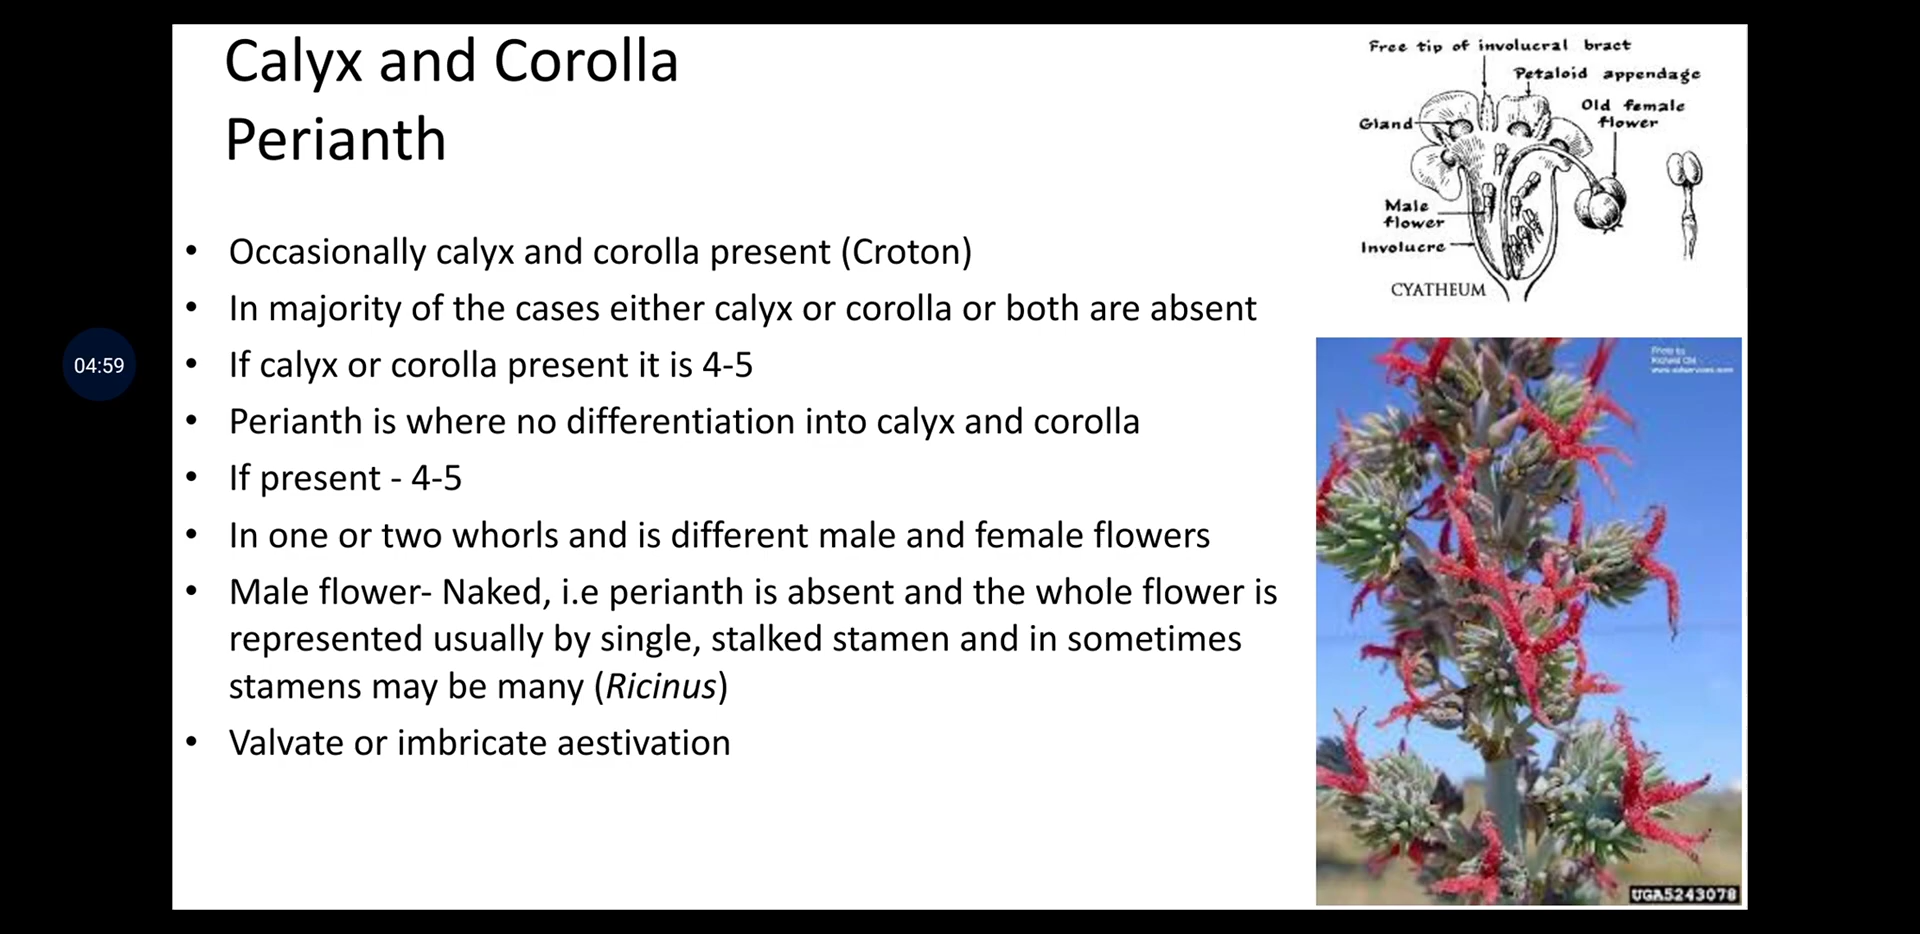 Calyx and Corolla
Perianth
• Occasionally calyx and corolla present (Croton)
• In majority of the cases either calyx or corolla or both are absent
• If calyx or corolla present it is 4-5
• Perianth is where no differentiation into calyx and corolla
• If present - 4-5
• In one or two whorls and is different male and female flowers
• Male flower- Naked, i.e perianth is absent and the whole flower is
represented usually by single, stalked stamen and in sometimes
stamens may be many (Ricinus)
• Valvate or imbricate aestivation
04:59
Free tip of involucral bract
Petaloid appendage
Old female
flower
Gland
Male
flower
Involucre
CYATHEUM
Photo by
UGA5243078